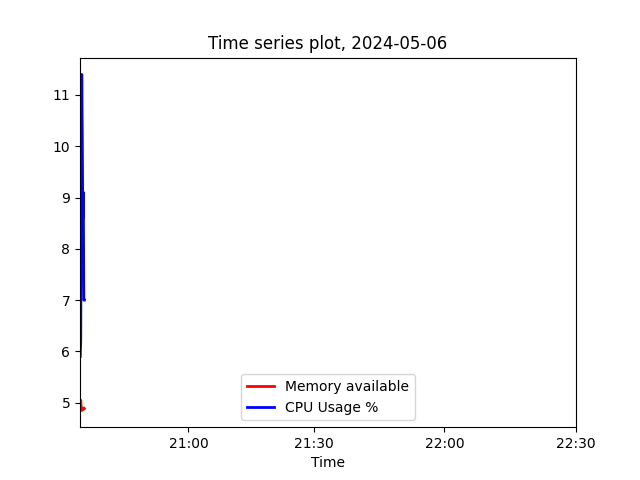 Time series plot, 2024-05-06
11
10
9
8
7
6
5
Memory available
CPU Usage %
21:00 21:30 22:00 22:30
Time